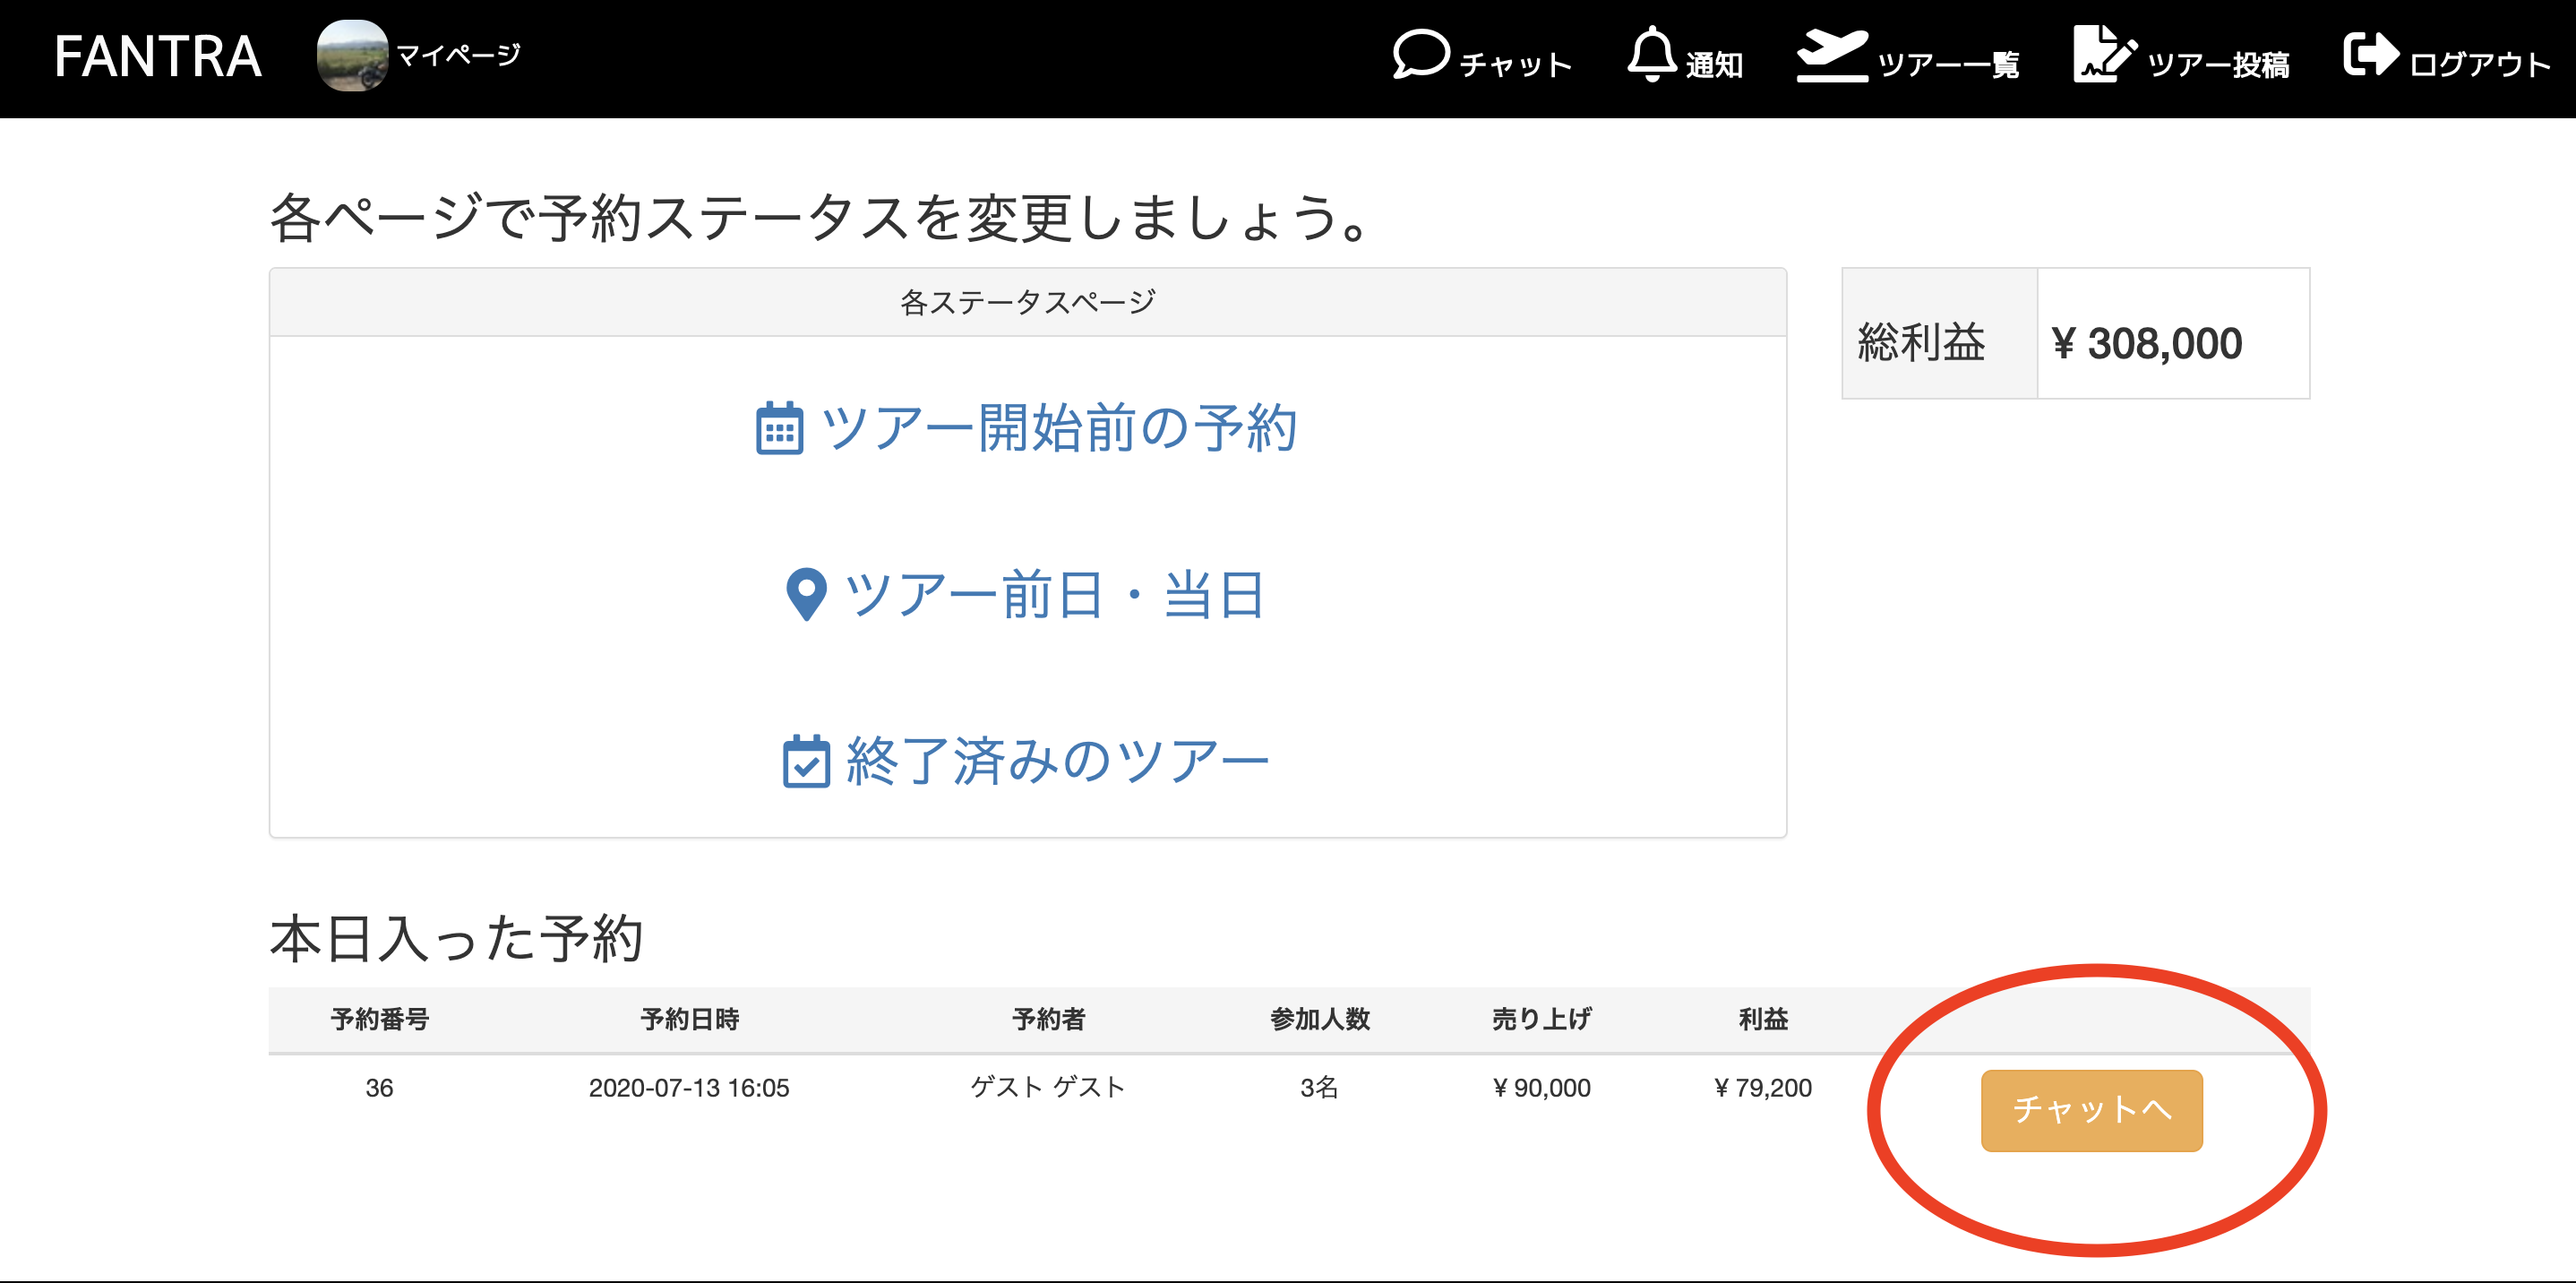 FANTRA マイページ チャット 通知 ツアー一覧 ツアー投稿 ログアウト
各ページで予約ステータスを変更しましょう。
各ステータスページ
総利益 ¥ 308,000
ツアー開始前の予約
ツアー前日・当日
終了済みのツアー
本日入った予約
予約番号 予約日時 予約者 参加人数 売り上げ 利益
36 2020-07-13 16:05 ゲスト ゲスト 3名 ¥ 90,000 ¥ 79,200 チャットへ